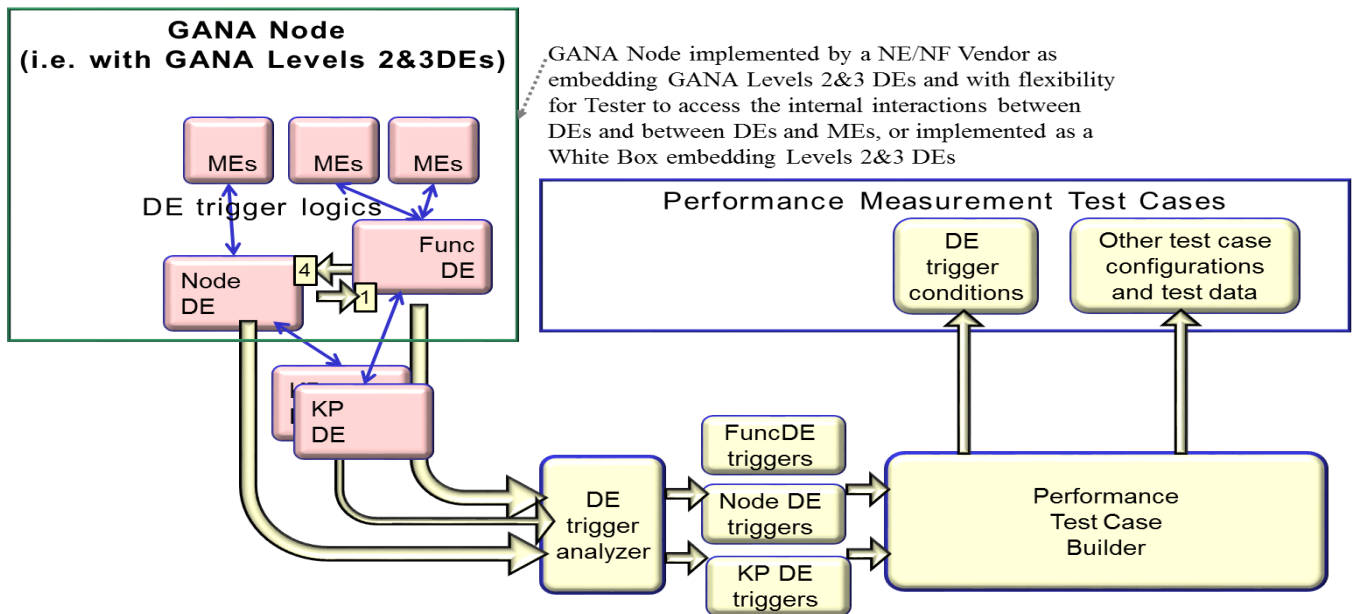 GANA Node
(i.e. with GANA Levels 2&3DEs)
GANA Node implemented by a NE/NF Vendor as
embedding GANA Levels 2&3 DEs and with flexibility
for Tester to access the internal interactions between
DEs and between DEs and MEs, or implemented as a
White Box embedding Levels 2&3 DEs
MEs
MEs
MEs
DE trigger logics
Func
DE
Node
DE
4
1
KP
DE
Performance Measurement Test Cases
DE
trigger
conditions
Other test case
configurations
and test data
DE
trigger
analyzer
FuncDE
triggers
Node DE
triggers
KP DE
triggers
Performance
Test Case
Builder